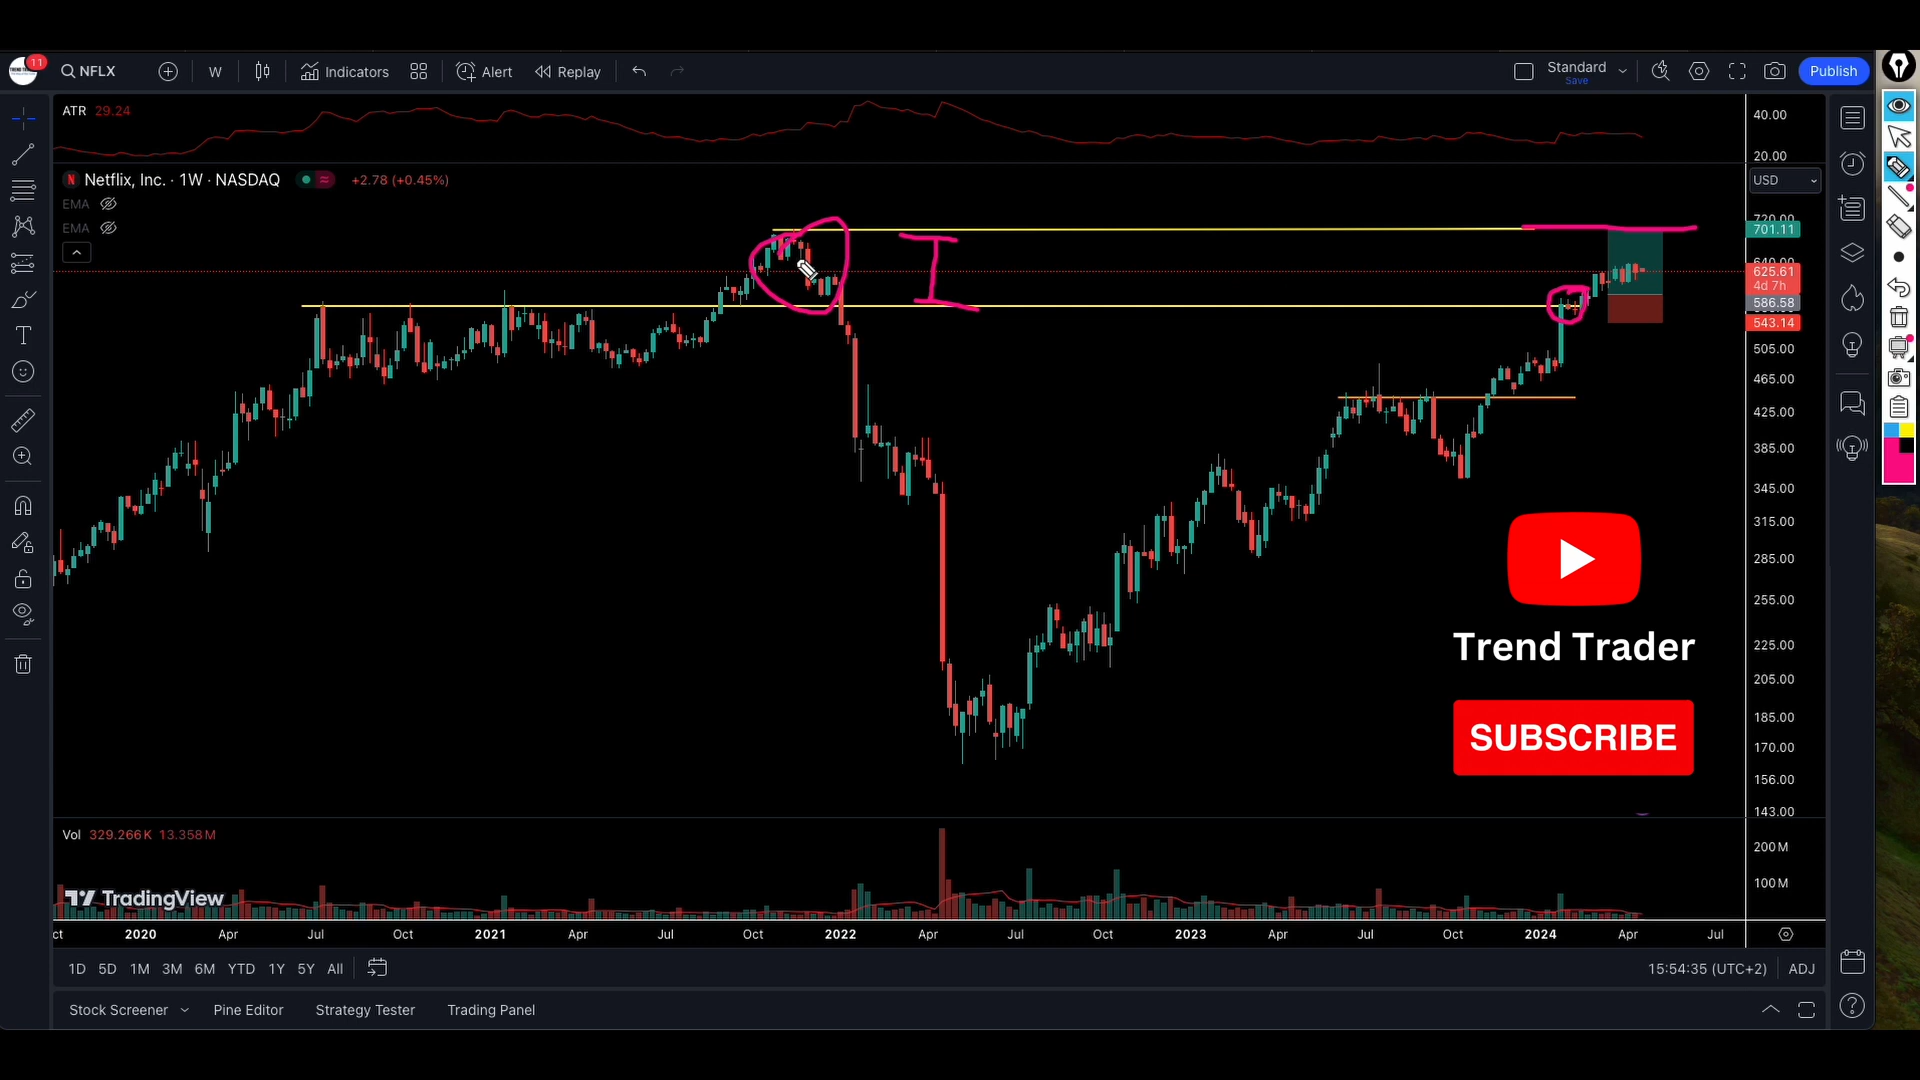 11
NFLX
W
Indicators
Alert
Replay
Standard
Save
Publish
ATR 29.24
40.00
20.00
N Netflix, Inc. · 1W · NASDAQ
+2.78 (+0.45%)
USD
EMA
EMA
720.00
701.11
640.00
625.61
4d 7h
586.58
543.14
505.00
465.00
425.00
385.00
345.00
315.00
285.00
255.00
225.00
205.00
185.00
170.00
156.00
143.00
Trend Trader
SUBSCRIBE
Vol 329.266K 13.358M
200M
100M
TradingView
ct 2020 Apr Jul Oct 2021 Apr Jul Oct 2022 Apr Jul Oct 2023 Apr Jul Oct 2024 Apr Jul
1D 5D 1M 3M 6M YTD 1Y 5Y All
15:54:35 (UTC+2) ADJ
Stock Screener Pine Editor Strategy Tester Trading Panel